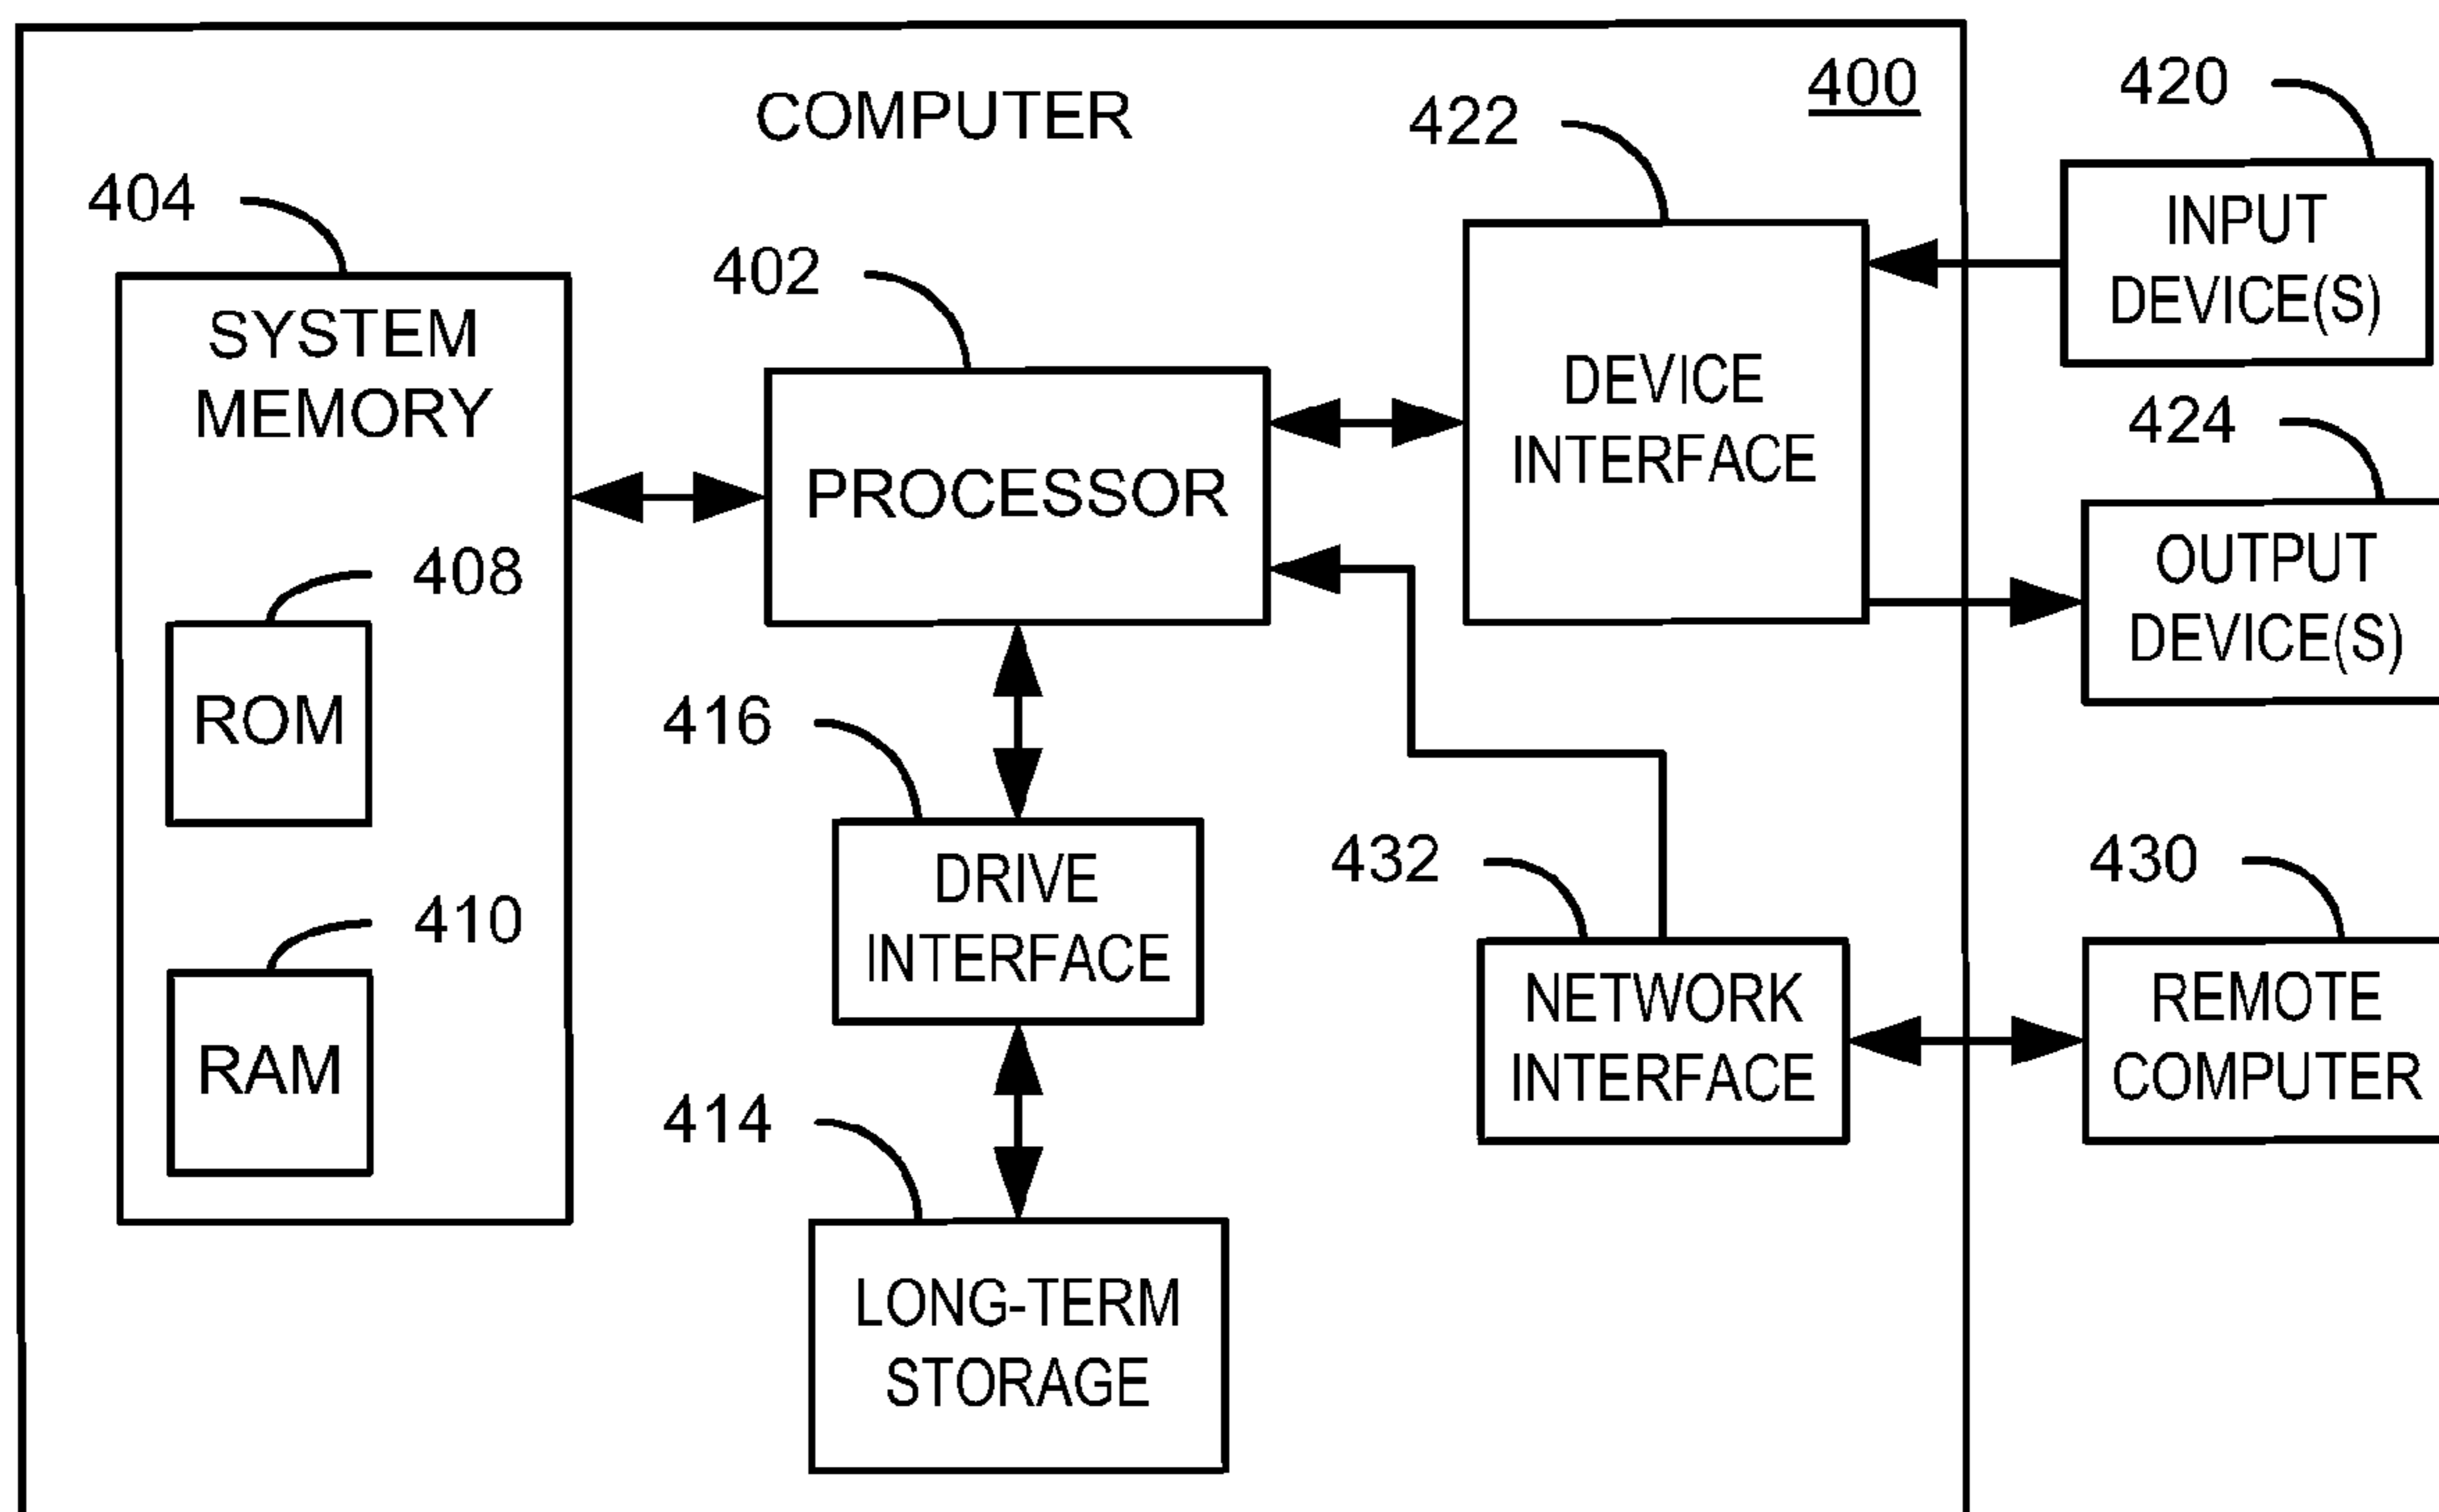 COMPUTER
400
404
SYSTEM
MEMORY
408
ROM
410
RAM
402
PROCESSOR
416
DRIVE
INTERFACE
414
LONG-TERM
STORAGE
422
DEVICE
INTERFACE
432
NETWORK
INTERFACE
420
INPUT
DEVICE(S)
424
OUTPUT
DEVICE(S)
430
REMOTE
COMPUTER